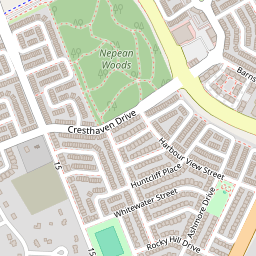 Nepean
Woods
Barns
Cresthaven Drive
Harbour View Street
15
Huntcliff Place
Whitewater Street
Ashmore Drive
15
Rocky Hill Drive